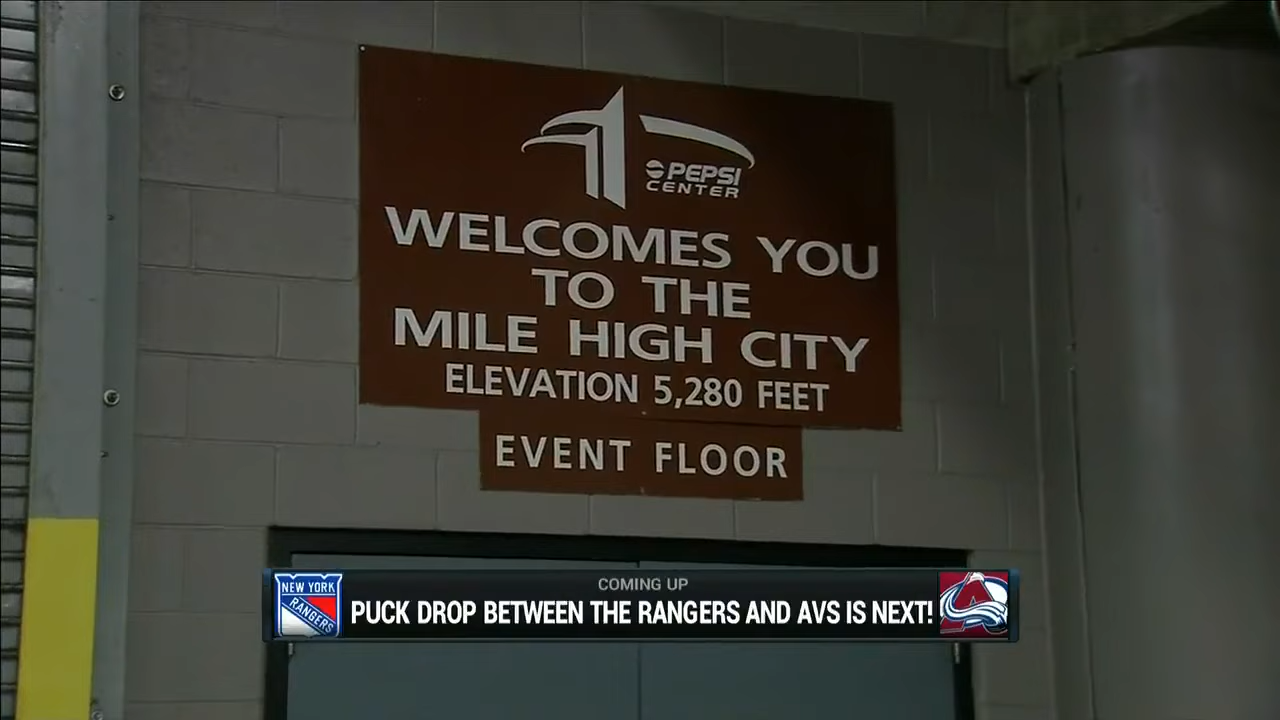 PEPSI
CENTER
WELCOMES YOU
TO THE
MILE HIGH CITY
ELEVATION 5,280 FEET
EVENT FLOOR
COMING UP
NEW YORK
RANGERS
PUCK DROP BETWEEN THE RANGERS AND AVS IS NEXT!